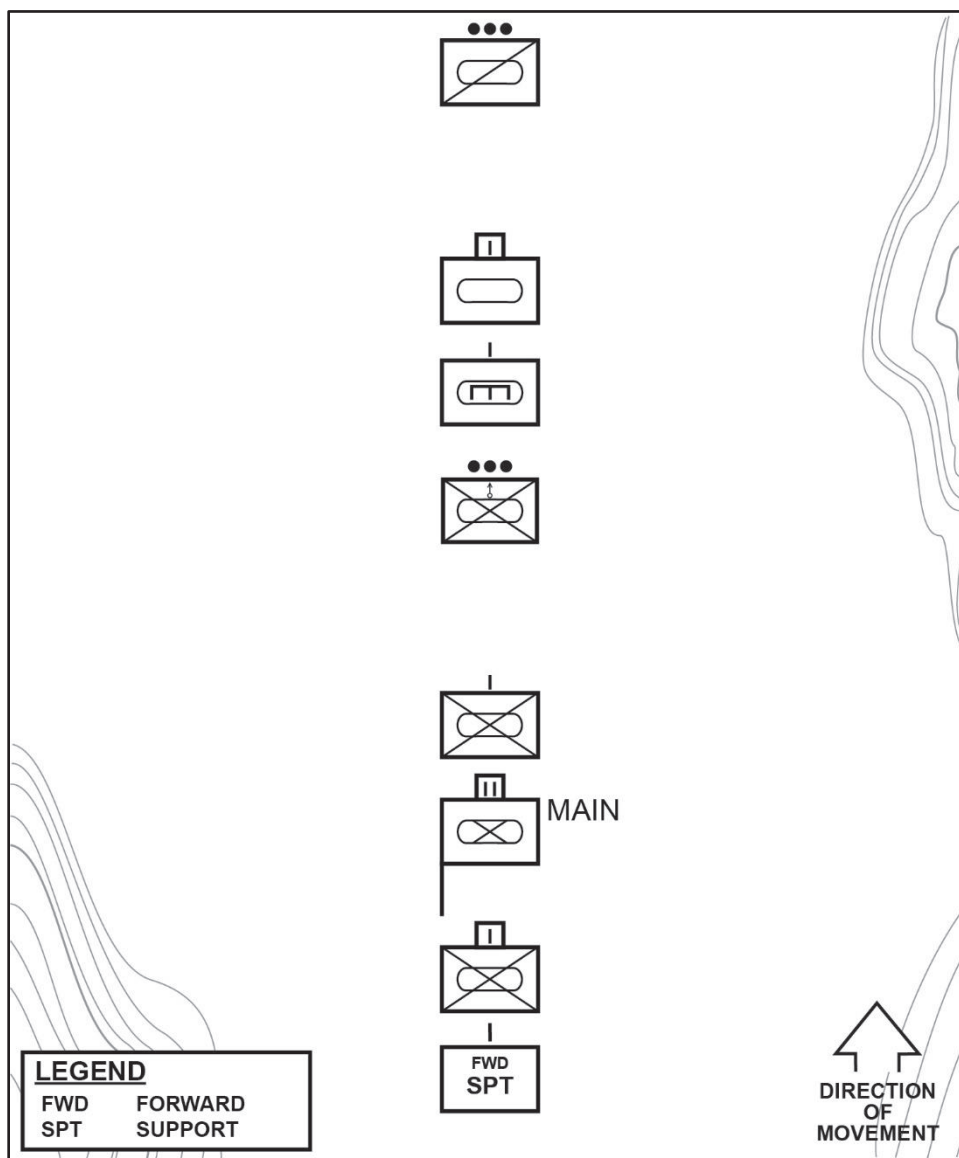 MAIN
FWD
SPT
LEGEND
FWD FORWARD
SPT SUPPORT
DIRECTION
OF
MOVEMENT